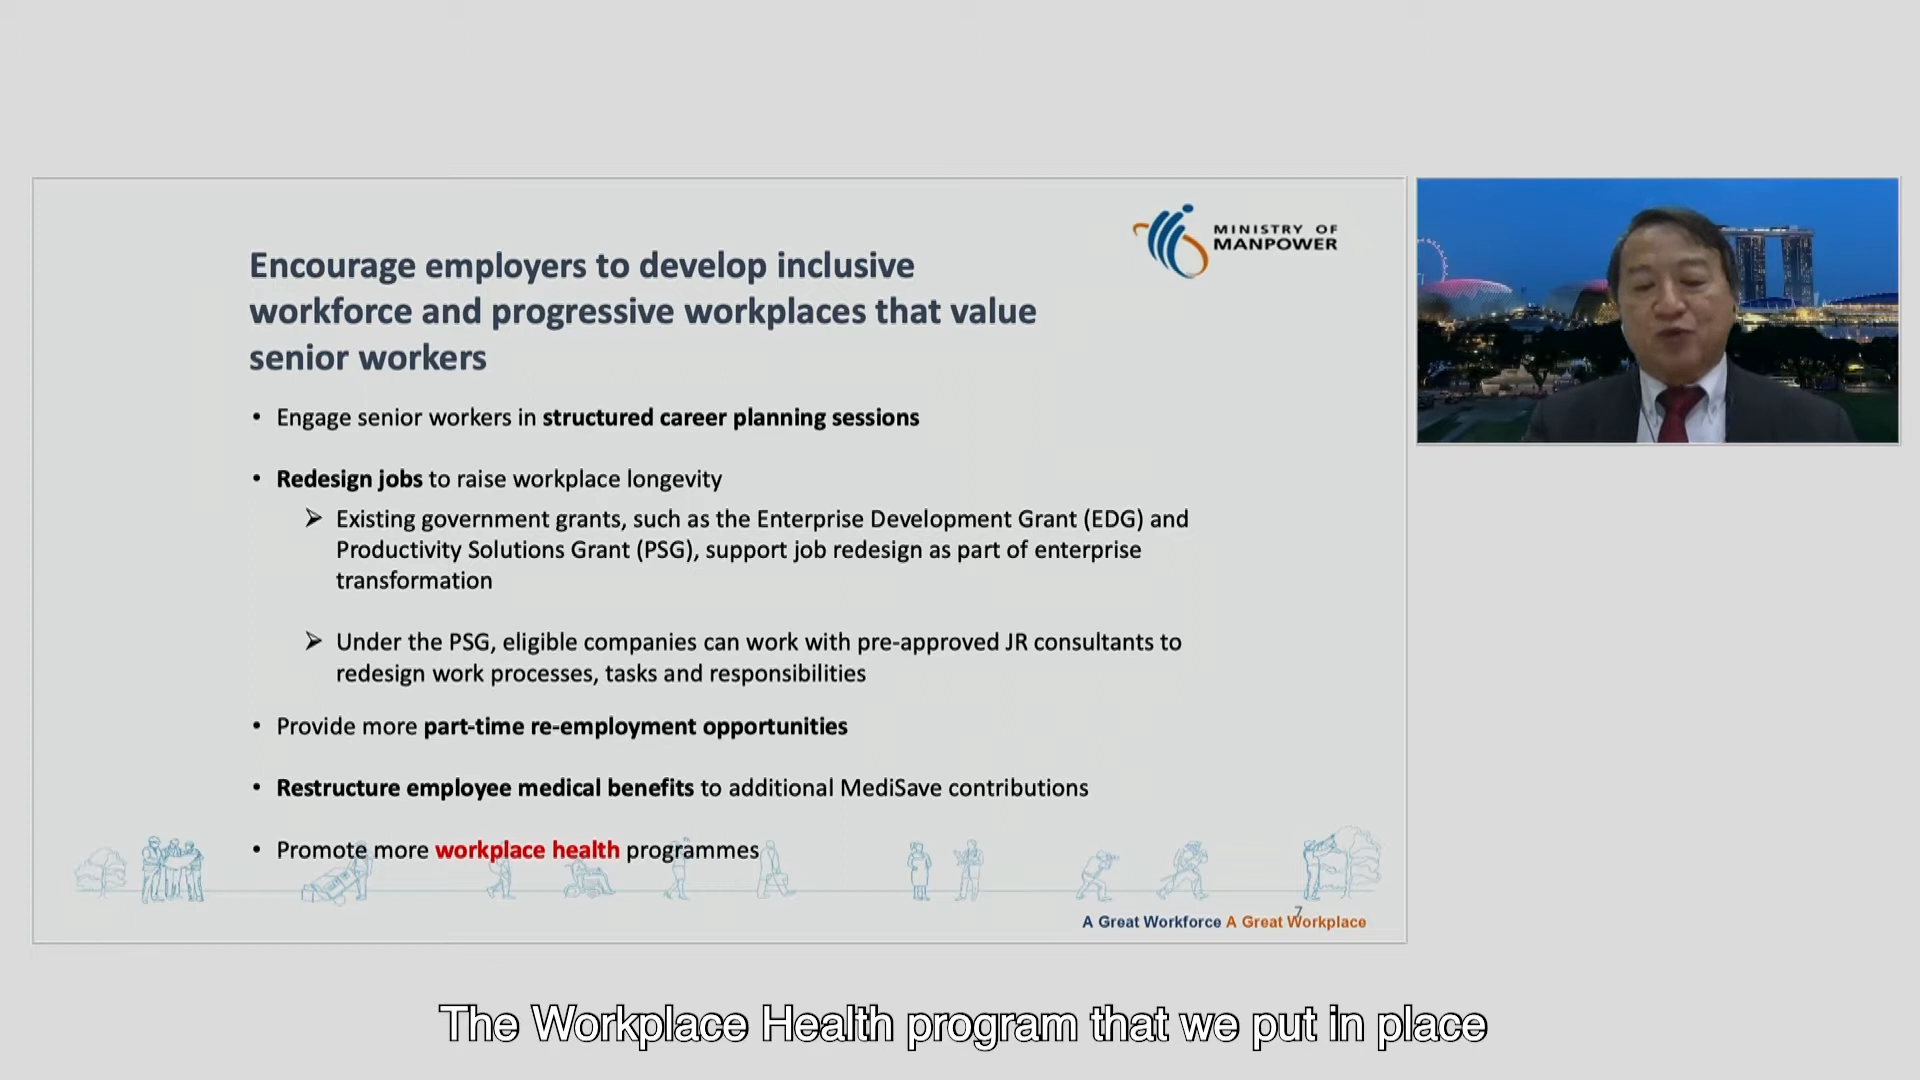 MINISTRY OF
MANPOWER
Encourage employers to develop inclusive
workforce and progressive workplaces that value
senior workers
• Engage senior workers in structured career planning sessions
• Redesign jobs to raise workplace longevity
➢ Existing government grants, such as the Enterprise Development Grant (EDG) and
Productivity Solutions Grant (PSG), support job redesign as part of enterprise
transformation
➢ Under the PSG, eligible companies can work with pre-approved JR consultants to
redesign work processes, tasks and responsibilities
• Provide more part-time re-employment opportunities
• Restructure employee medical benefits to additional MediSave contributions
• Promote more workplace health programmes
7
A Great Workforce A Great Workplace
The Workplace Health program that we put in place